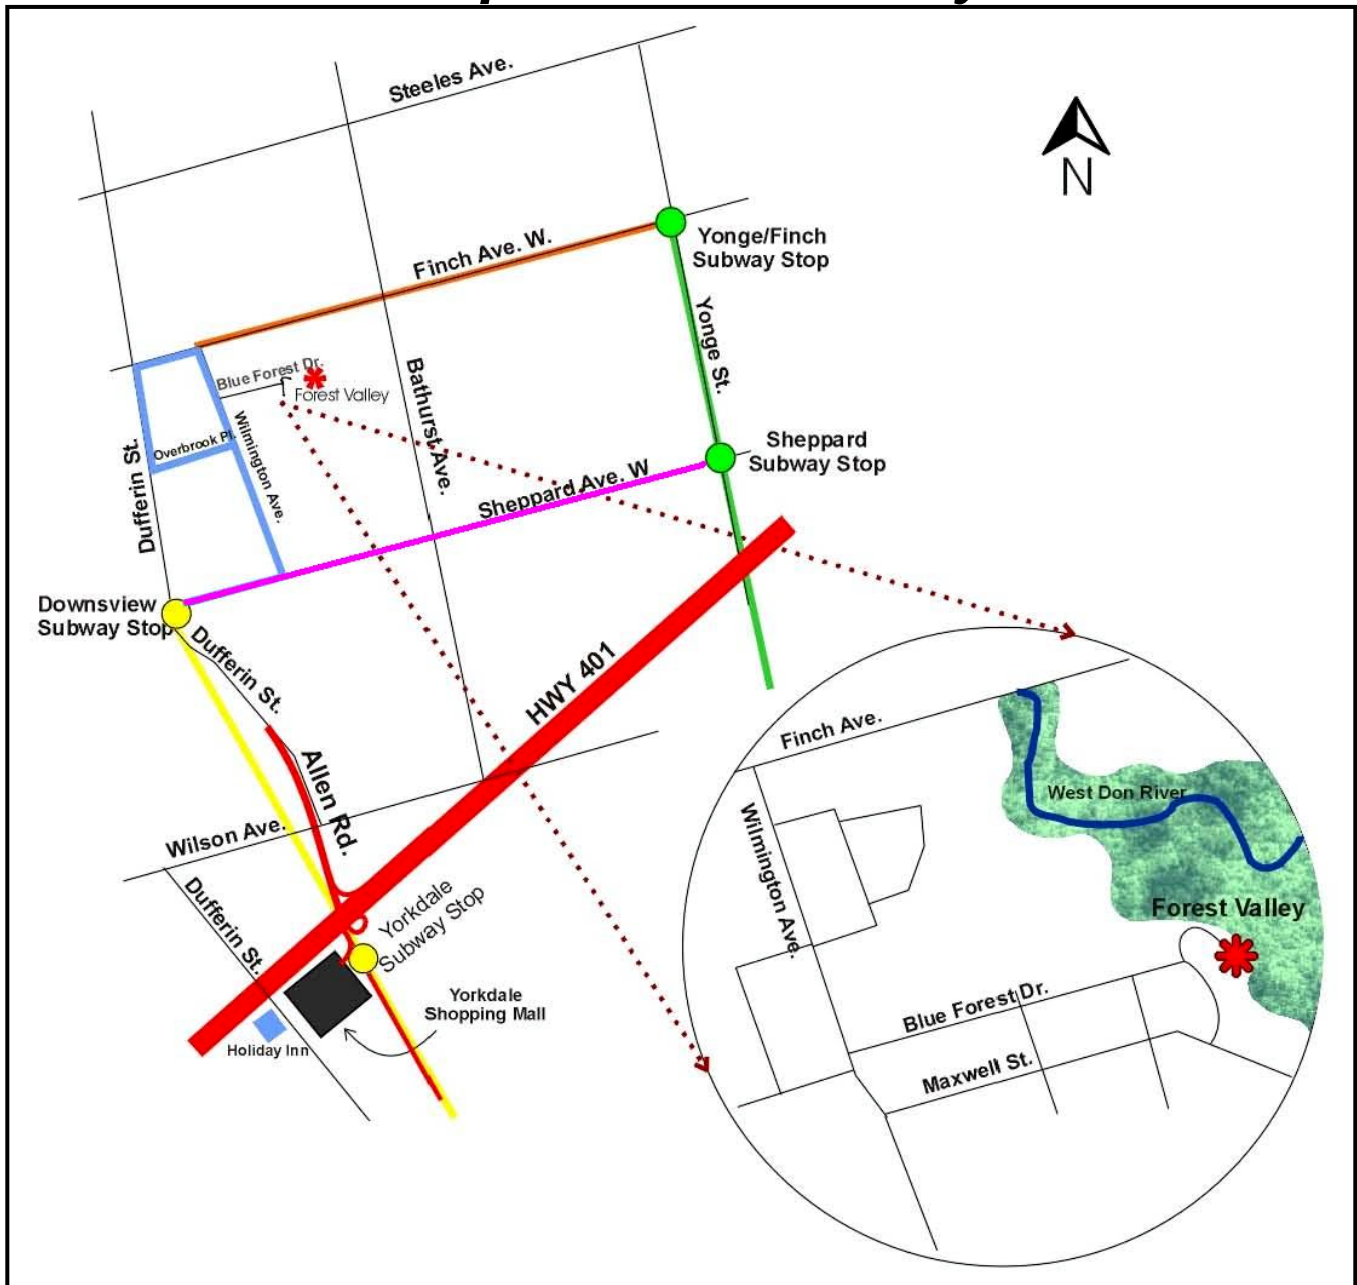 Steeles Ave.
N
Finch Ave. W.
Yonge/Finch
Subway Stop
Yonge St.
Blue Forest Dr.
Forest Valley
Bathurst Ave.
Wilmington Ave.
Overbrook Pl.
Dufferin St.
Sheppard
Subway Stop
Sheppard Ave. W
Downsview
Subway Stop
Dufferin St.
HWY 401
Allen Rd.
Wilson Ave.
Dufferin St.
Yorkdale
Subway Stop
Yorkdale
Shopping Mall
Holiday Inn
Finch Ave.
West Don River
Wilmington Ave.
Forest Valley
Blue Forest Dr.
Maxwell St.